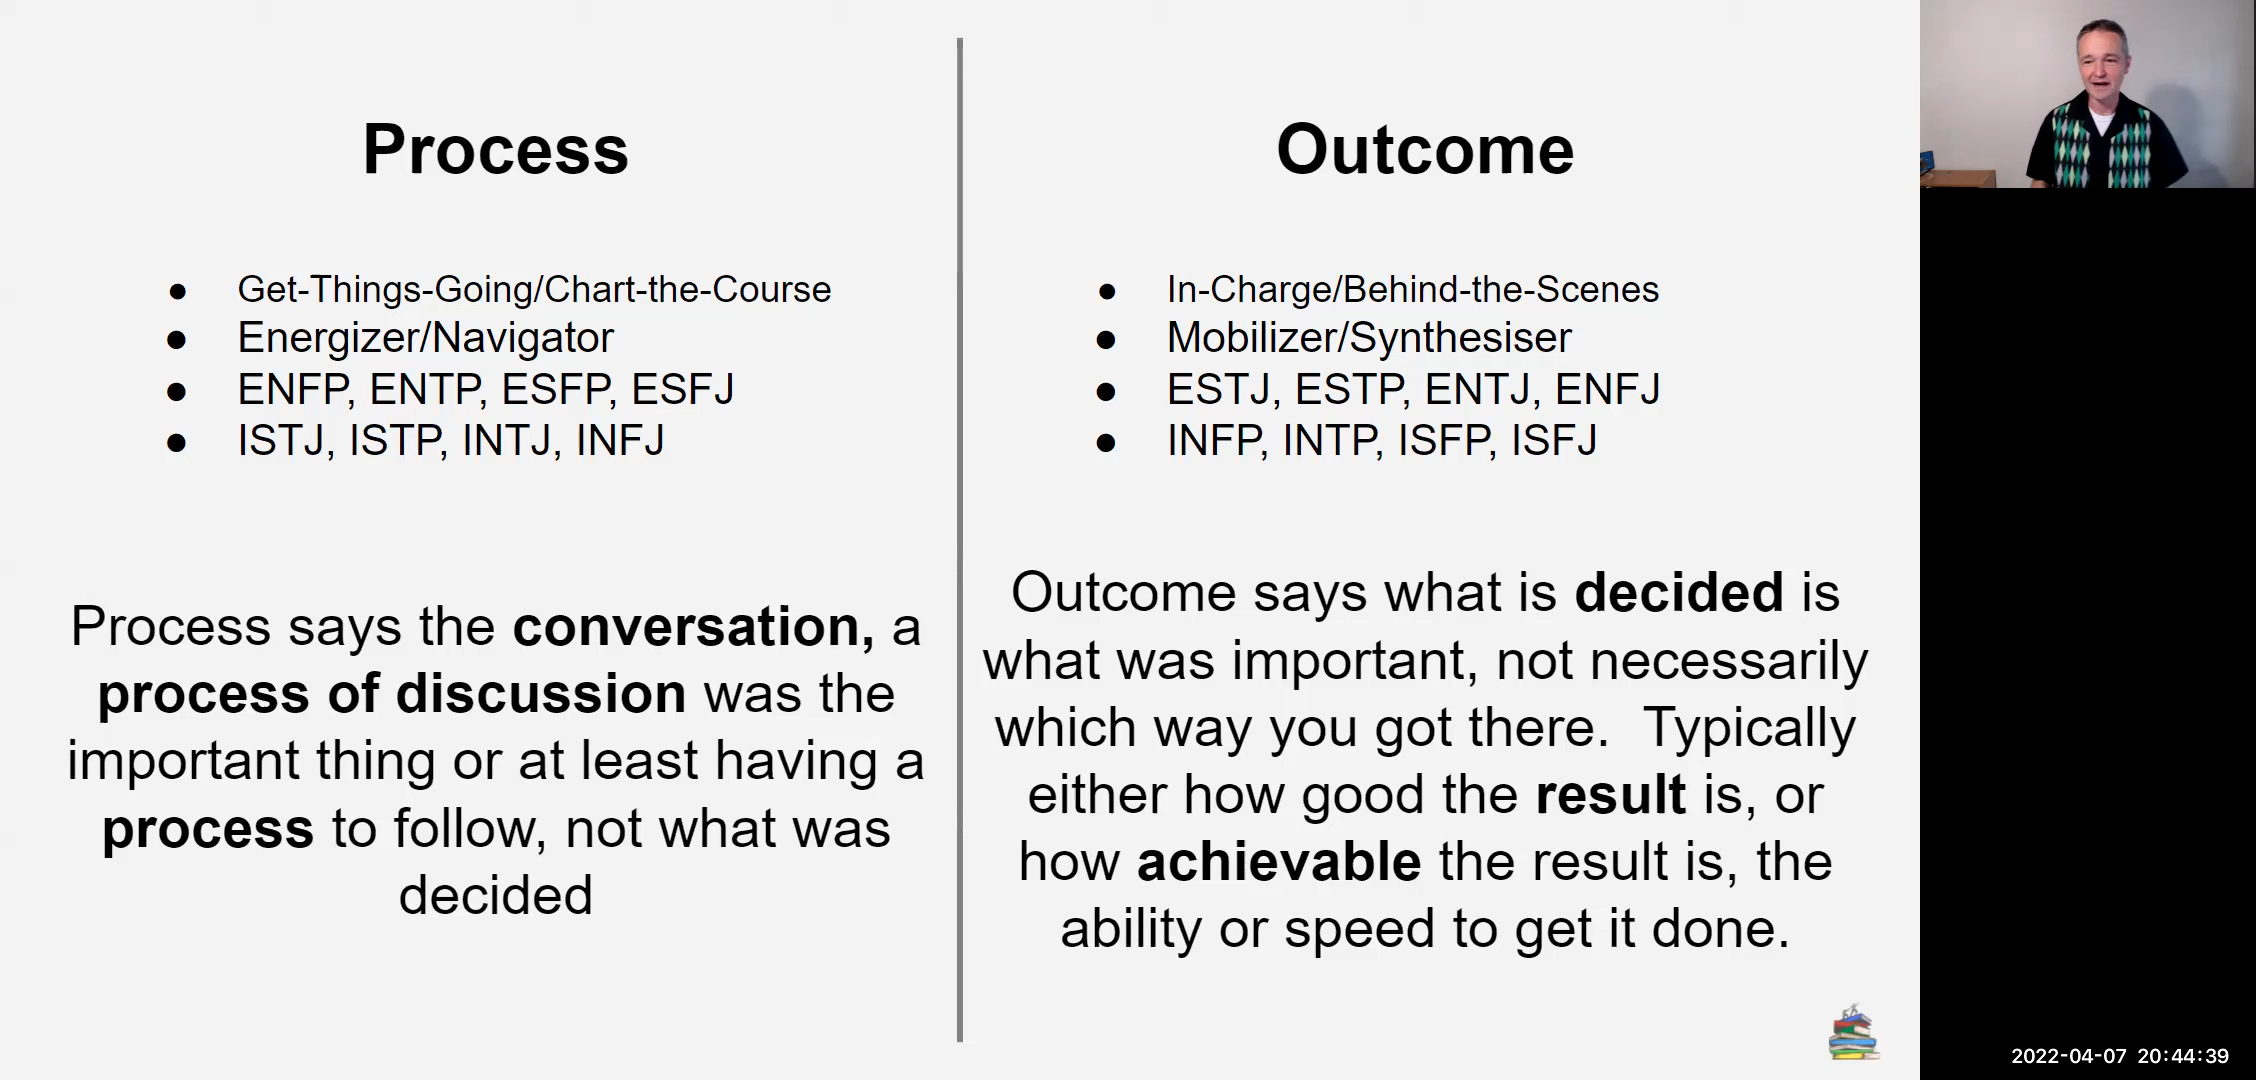 Process
Get-Things-Going/Chart-the-Course
Energizer/Navigator
ENFP, ENTP, ESFP, ESFJ
ISTJ, ISTP, INTJ, INFJ
Process says the conversation, a
process of discussion was the
important thing or at least having a
process to follow, not what was
decided
Outcome
In-Charge/Behind-the-Scenes
Mobilizer/Synthesiser
ESTJ, ESTP, ENTJ, ENFJ
INFP, INTP, ISFP, ISFJ
Outcome says what is decided is
what was important, not necessarily
which way you got there. Typically
either how good the result is, or
how achievable the result is, the
ability or speed to get it done.
2022-04-07 20:44:39